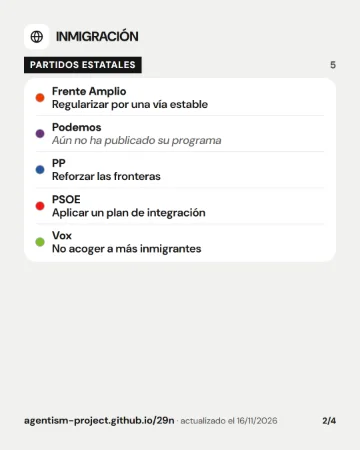 INMIGRACIÓN
PARTIDOS ESTATALES 5
Frente Amplio
Regularizar por una vía estable
Podemos
Aún no ha publicado su programa
PP
Reforzar las fronteras
PSOE
Aplicar un plan de integración
Vox
No acoger a más inmigrantes
agentism-project.github.io/29n · actualizado el 16/11/2026 2/4